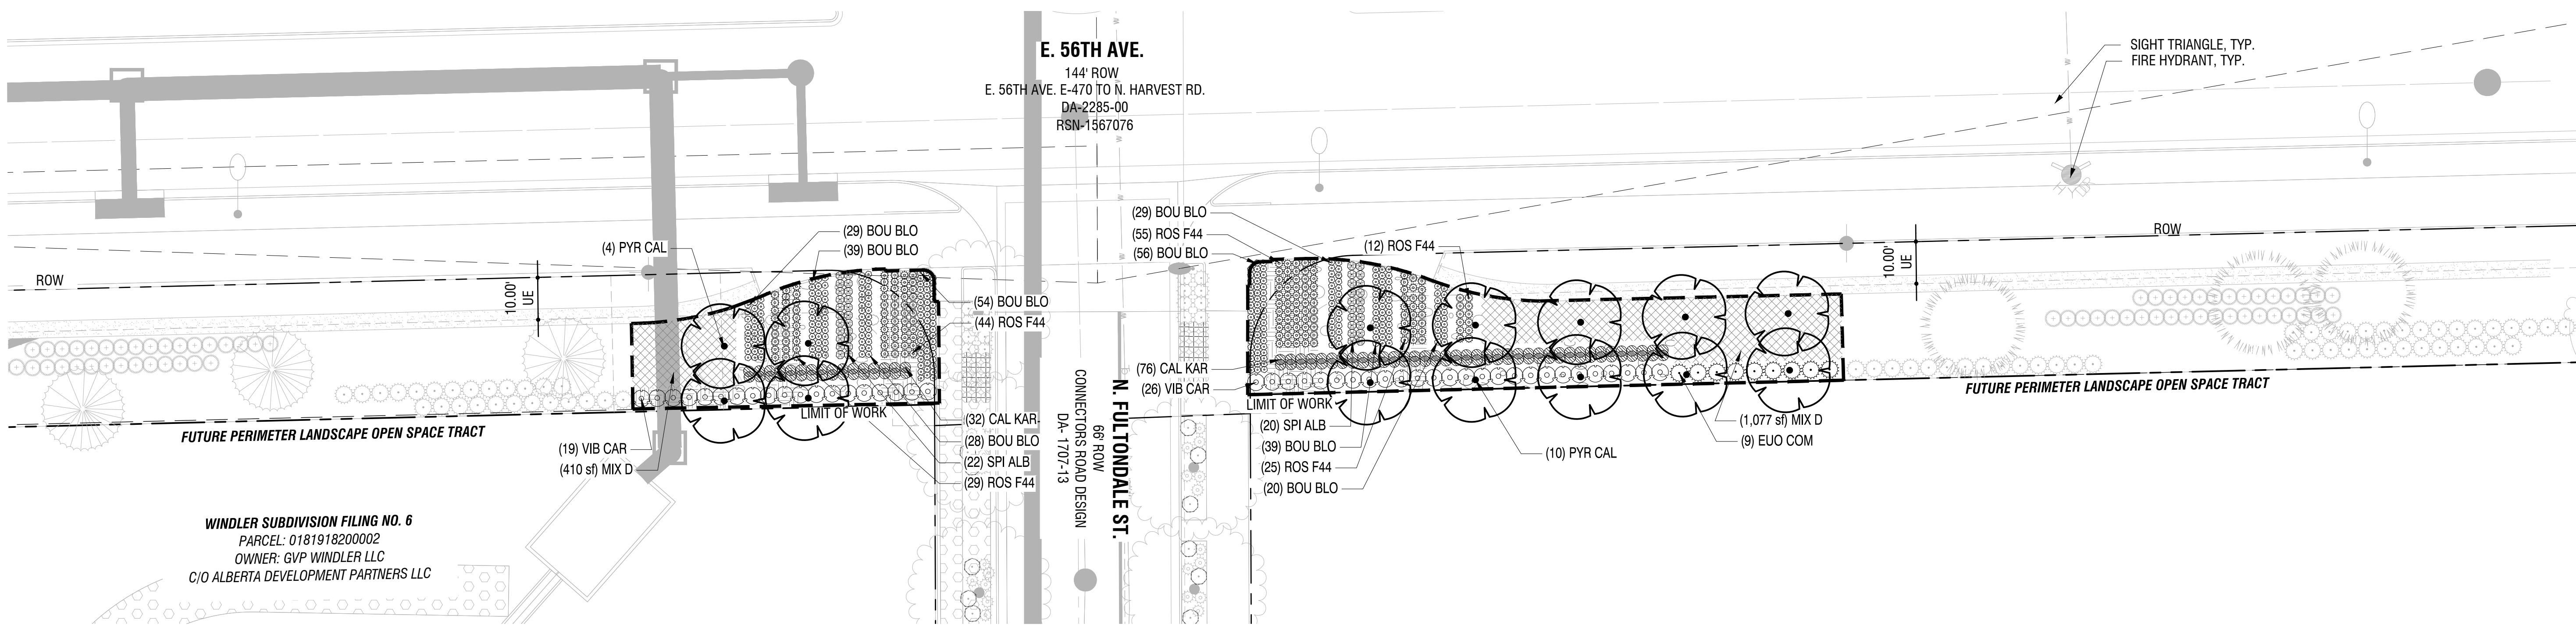 E. 56TH AVE.
144' ROW
E. 56TH AVE. E-470 TO N. HARVEST RD.
DA-2285-00
RSN-1567076
SIGHT TRIANGLE, TYP.
FIRE HYDRANT, TYP.
(4) PYR CAL
(29) BOU BLO
(39) BOU BLO
(29) BOU BLO
(55) ROS F44
(56) BOU BLO
(12) ROS F44
ROW
ROW
10.00'
UE
10.00'
UE
(54) BOU BLO
(44) ROS F44
(76) CAL KAR
(26) VIB CAR
LIMIT OF WORK
LIMIT OF WORK
FUTURE PERIMETER LANDSCAPE OPEN SPACE TRACT
FUTURE PERIMETER LANDSCAPE OPEN SPACE TRACT
(19) VIB CAR
(410 sf) MIX D
(32) CAL KAR
(28) BOU BLO
(22) SPI ALB
(29) ROS F44
N. FULTONDALE ST.
66' ROW
CONNECTORS ROAD DESIGN
DA- 1707-13
(20) SPI ALB
(39) BOU BLO
(25) ROS F44
(20) BOU BLO
(10) PYR CAL
(1,077 sf) MIX D
(9) EUO COM
WINDLER SUBDIVISION FILING NO. 6
PARCEL: 0181918200002
OWNER: GVP WINDLER LLC
C/O ALBERTA DEVELOPMENT PARTNERS LLC
W
W
W
W
W
W
W